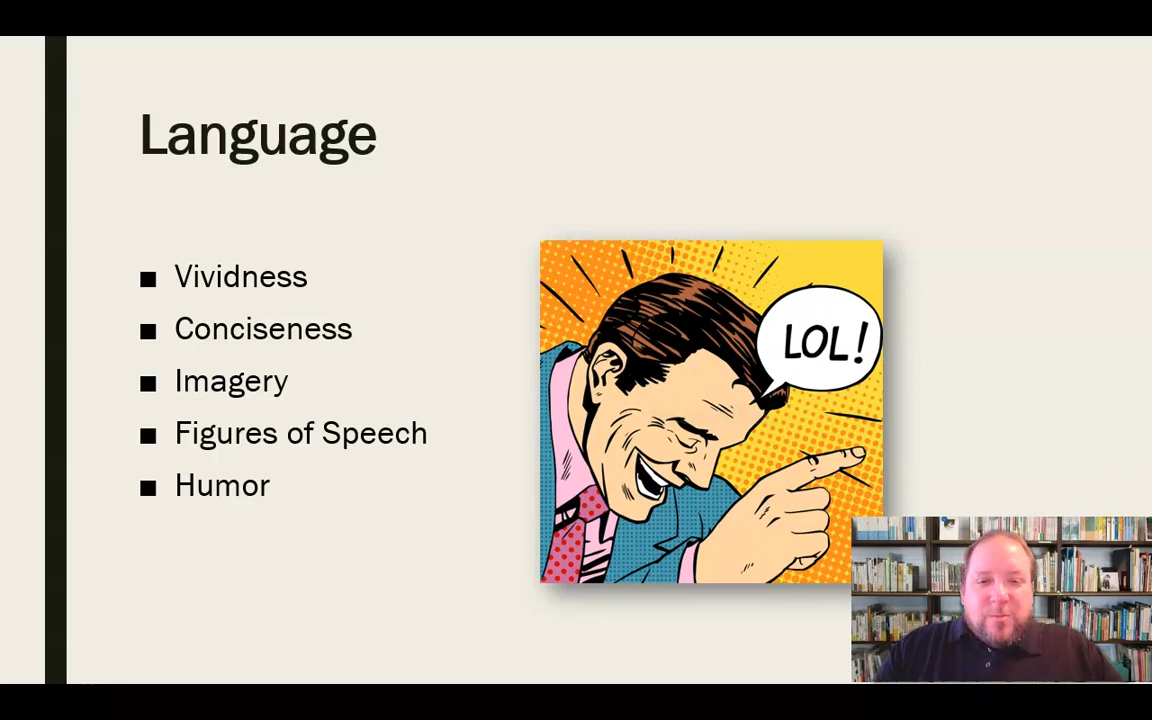 Language
■ Vividness
■ Conciseness
■ Imagery
■ Figures of Speech
■ Humor
LOL!